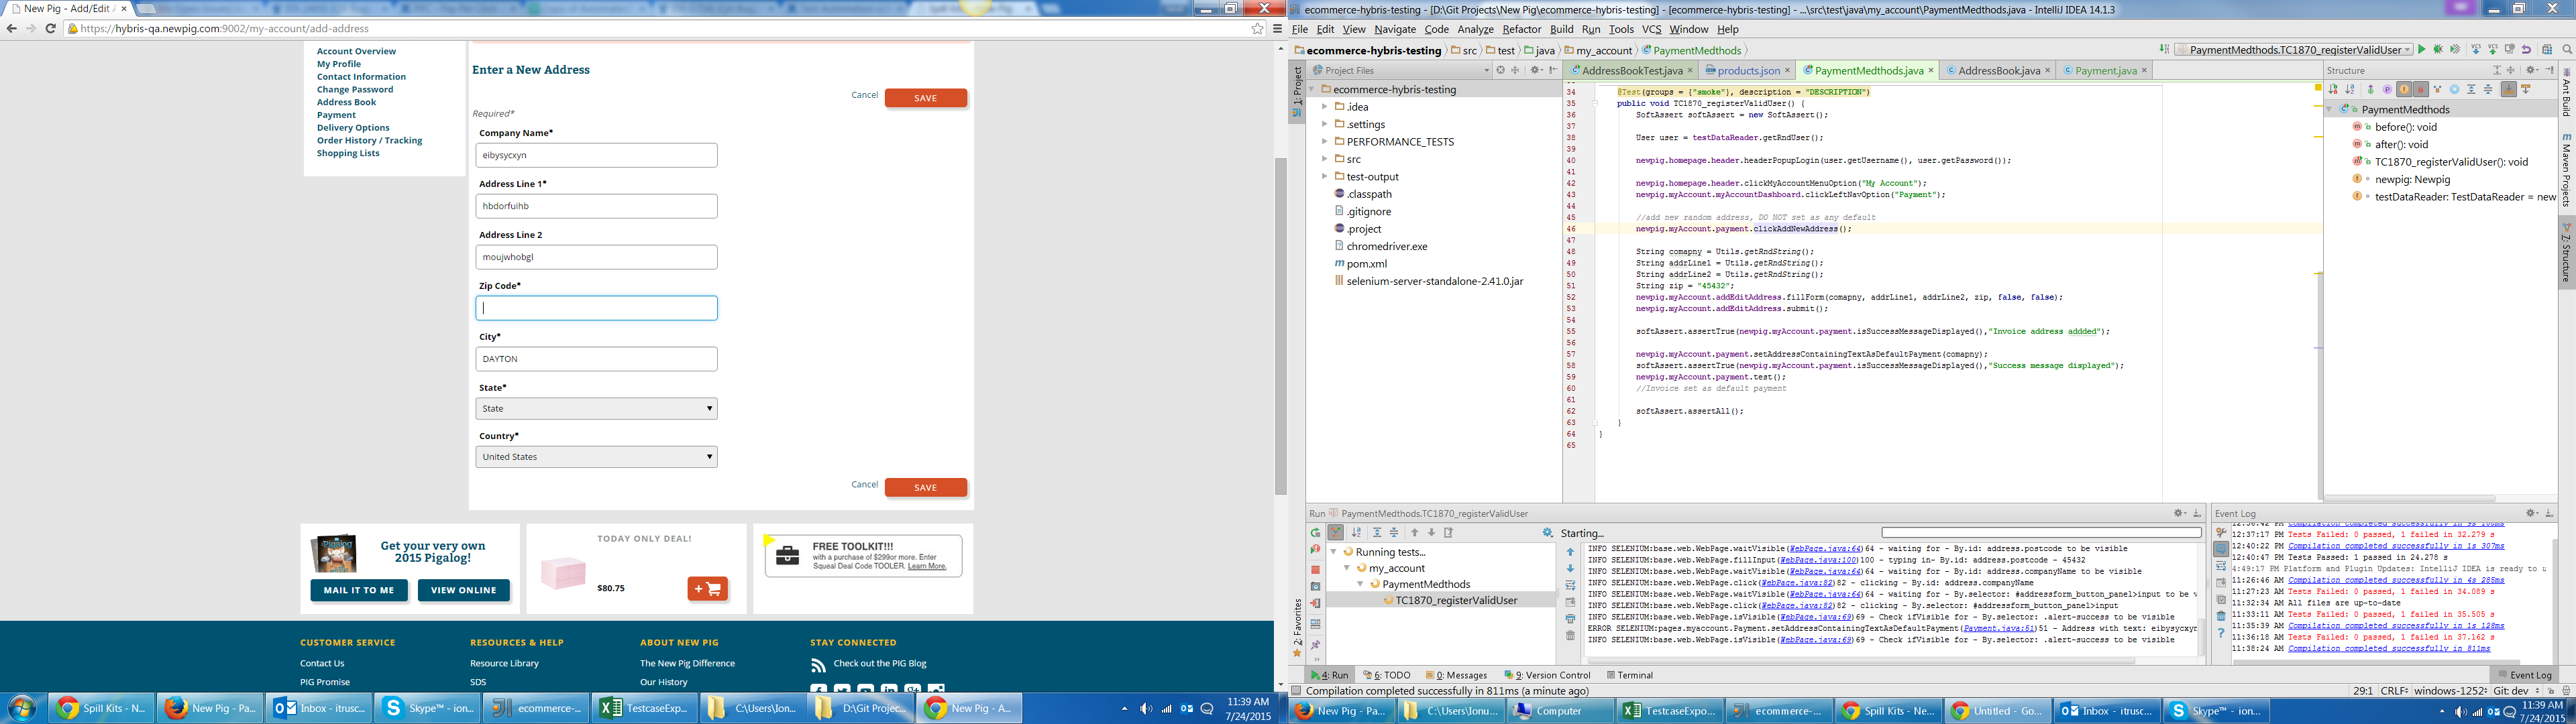 New Pig - Add/Edit A
https://hybris-qa.newpig.com:9002/my-account/add-address
Account Overview
My Profile
Contact Information
Change Password
Address Book
Payment
Delivery Options
Order History / Tracking
Shopping Lists
Enter a New Address
Cancel
SAVE
Required*
Company Name*
eibysycxyn
Address Line 1*
hbdorfuihb
Address Line 2
moujwhobgl
Zip Code*
City*
DAYTON
State*
State
Country*
United States
Cancel
SAVE
Get your very own
2015 Pigalog!
MAIL IT TO ME
VIEW ONLINE
TODAY ONLY DEAL!
$80.75
FREE TOOLKIT!!!
with a purchase of $299or more. Enter
Squeal Deal Code TOOLER. Learn More.
CUSTOMER SERVICE
Contact Us
PIG Promise
RESOURCES & HELP
Resource Library
SDS
ABOUT NEW PIG
The New Pig Difference
Our History
STAY CONNECTED
Check out the PIG Blog
Spill Kits - N...
New Pig - Pa...
Inbox - itrusc...
Skype™ - ion...
ecommerce-...
TestcaseExp...
C:\Users\Ion...
D:\Git Projec...
New Pig - A...
11:39 AM
7/24/2015
ecommerce-hybris-testing - [D:\Git Projects\New Pig\ecommerce-hybris-testing] - [ecommerce-hybris-testing] - ...\src\test\java\my_account\PaymentMedthods.java - IntelliJ IDEA 14.1.3
File Edit View Navigate Code Analyze Refactor Build Run Tools VCS Window Help
ecommerce-hybris-testing src test java my_account PaymentMedthods
PaymentMedthods.TC1870_registerValidUser
1: Project
Project Files
ecommerce-hybris-testing
.idea
.settings
PERFORMANCE_TESTS
src
test-output
.classpath
.gitignore
.project
chromedriver.exe
pom.xml
selenium-server-standalone-2.41.0.jar
AddressBookTest.java
products.json
PaymentMedthods.java
AddressBook.java
Payment.java
34 @Test(groups = {"smoke"}, description = "DESCRIPTION")
35 public void TC1870_registerValidUser() {
36 SoftAssert softAssert = new SoftAssert();
37
38 User user = testDataReader.getRndUser();
39
40 newpig.homepage.header.headerPopupLogin(user.getUsername(), user.getPassword());
41
42 newpig.homepage.header.clickMyAccountMenuOption("My Account");
43 newpig.myAccount.myAccountDashboard.clickLeftNavOption("Payment");
44
45 //add new random address, DO NOT set as any default
46 newpig.myAccount.payment.clickAddNewAddress();
47
48 String comapny = Utils.getRndString();
49 String addrLine1 = Utils.getRndString();
50 String addrLine2 = Utils.getRndString();
51 String zip = "45432";
52 newpig.myAccount.addEditAddress.fillForm(comapny, addrLine1, addrLine2, zip, false, false);
53 newpig.myAccount.addEditAddress.submit();
54
55 softAssert.assertTrue(newpig.myAccount.payment.isSuccessMessageDisplayed(),"Invoice address addded");
56
57 newpig.myAccount.payment.setAddressContainingTextAsDefaultPayment(comapny);
58 softAssert.assertTrue(newpig.myAccount.payment.isSuccessMessageDisplayed(),"Success message displayed");
59 newpig.myAccount.payment.test();
60 //Invoice set as default payment
61
62 softAssert.assertAll();
63 }
64 }
65
Structure
PaymentMedthods
before(): void
after(): void
TC1870_registerValidUser(): void
newpig: Newpig
testDataReader: TestDataReader = new
Ant Build
Maven Projects
Z: Structure
2: Favorites
Run PaymentMedthods.TC1870_registerValidUser
Starting...
Running tests...
my_account
PaymentMedthods
TC1870_registerValidUser
INFO SELENIUM:base.web.WebPage.waitVisible(WebPage.java:64)64 - waiting for - By.id: address.postcode to be visible
INFO SELENIUM:base.web.WebPage.fillInput(WebPage.java:100)100 - typing in- By.id: address.postcode - 45432
INFO SELENIUM:base.web.WebPage.waitVisible(WebPage.java:64)64 - waiting for - By.id: address.companyName to be visible
INFO SELENIUM:base.web.WebPage.click(WebPage.java:82)82 - clicking - By.id: address.companyName
INFO SELENIUM:base.web.WebPage.waitVisible(WebPage.java:64)64 - waiting for - By.selector: #addressform_button_panel>input to be v
INFO SELENIUM:base.web.WebPage.click(WebPage.java:82)82 - clicking - By.selector: #addressform_button_panel>input
INFO SELENIUM:base.web.WebPage.isVisible(WebPage.java:69)69 - Check ifVisible for - By.selector: .alert-success to be visible
ERROR SELENIUM:pages.myaccount.Payment.setAddressContainingTextAsDefaultPayment(Payment.java:51)51 - Address with text: eibysycxyn
INFO SELENIUM:base.web.WebPage.isVisible(WebPage.java:69)69 - Check ifVisible for - By.selector: .alert-success to be visible
Event Log
12:37:17 PM Tests Failed: 0 passed, 1 failed in 32.279 s
12:40:22 PM Compilation completed successfully in 1s 307ms
12:40:47 PM Tests Passed: 1 passed in 24.278 s
4:49:17 PM Platform and Plugin Updates: IntelliJ IDEA is ready to u
11:26:46 AM Compilation completed successfully in 4s 285ms
11:27:23 AM Tests Failed: 0 passed, 1 failed in 34.089 s
11:32:34 AM All files are up-to-date
11:33:11 AM Tests Failed: 0 passed, 1 failed in 35.505 s
11:35:39 AM Compilation completed successfully in 1s 128ms
11:36:18 AM Tests Failed: 0 passed, 1 failed in 37.162 s
11:38:24 AM Compilation completed successfully in 811ms
4: Run
6: TODO
0: Messages
9: Version Control
Terminal
Event Log
Compilation completed successfully in 811ms (a minute ago)
29:1 CRLF windows-1252 Git: dev
New Pig - Pa...
C:\Users\Ionu...
Computer
TestcaseExpo...
ecommerce-...
Spill Kits - Ne...
Untitled - Go...
Inbox - itrusc...
Skype™ - ion...
11:39 AM
7/24/2015